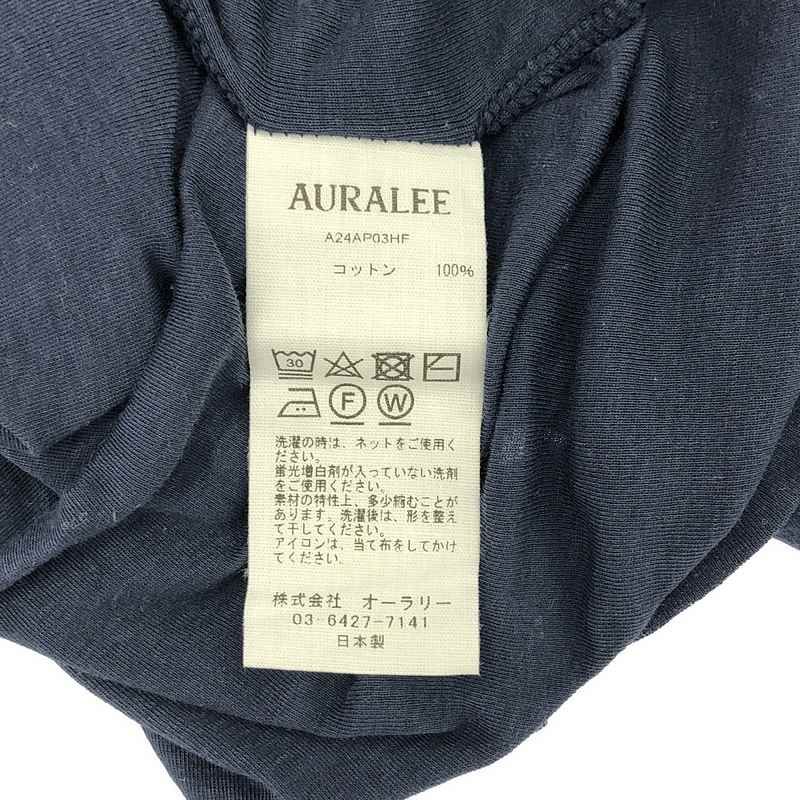 AURALEE
A24AP03HF
コットン 100%
30
F W
洗濯の時は、ネットをご使用く
ださい。
蛍光増白剤が入っていない洗剤
をご使用ください。
素材の特性上、多少縮むことが
あります。洗濯後は、形を整え
て干してください。
アイロンは、当て布をしてかけ
てください。
株式会社 オーラリー
03-6427-7141
日本製